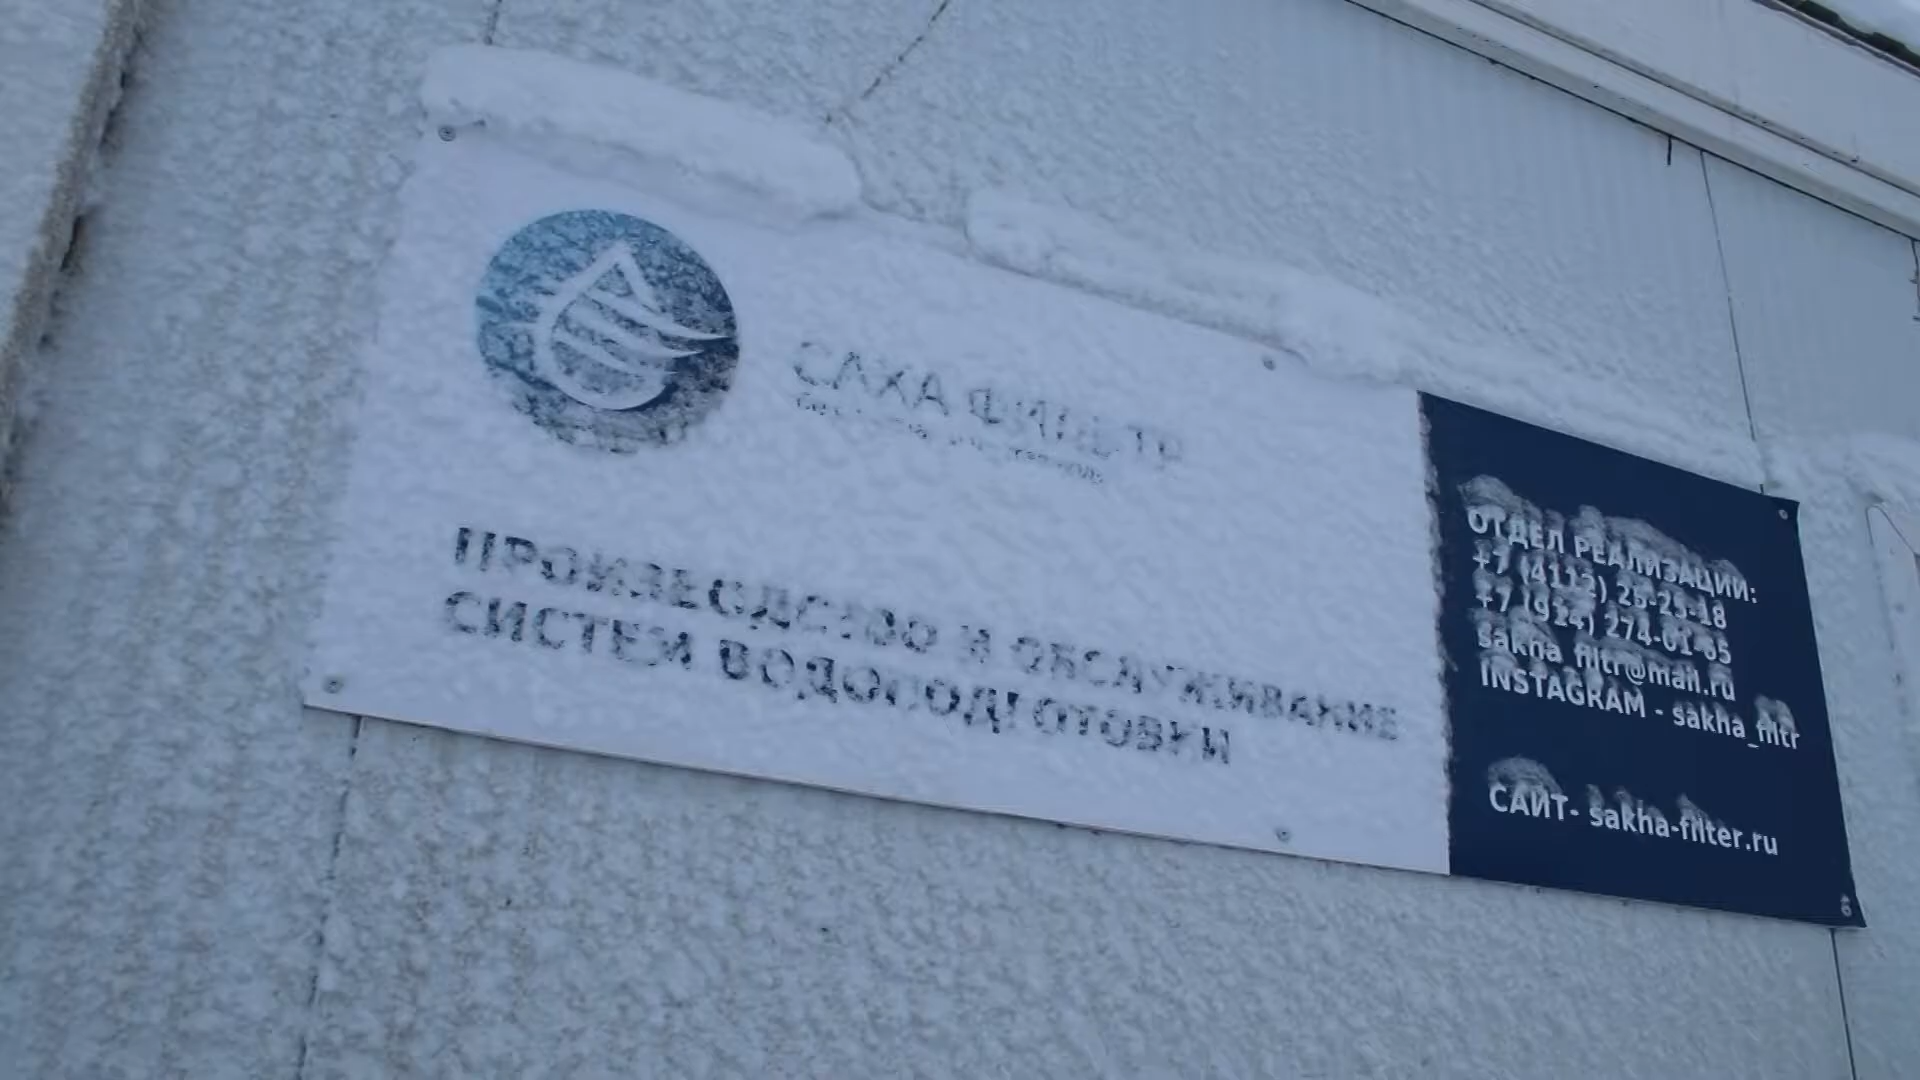 САХА ФИЛЬТР
ПРОИЗВОДСТВО И ОБСЛУЖИВАНИЕ
СИСТЕМ ВОДОПОДГОТОВКИ
ОТДЕЛ РЕАЛИЗАЦИИ:
+7 (4112) 25-25-18
+7 (914) 274-01-65
sakha_filtr@mail.ru
INSTAGRAM - sakha_filtr
САЙТ- sakha-filter.ru